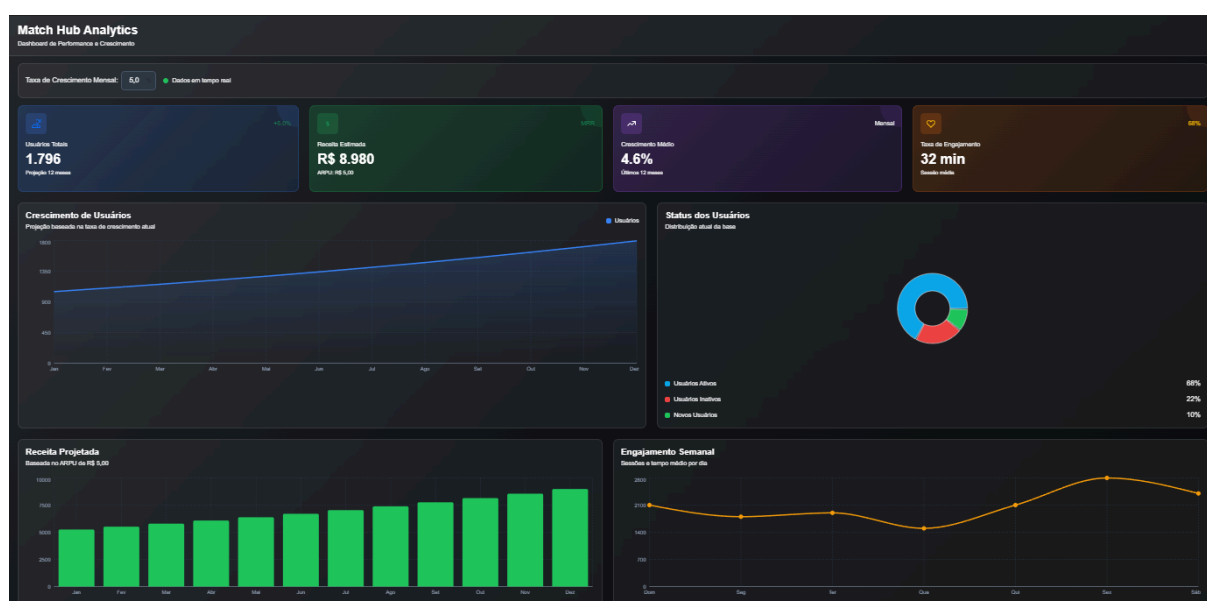 Match Hub Analytics
Dashboard de Performance e Crescimento
Taxa de Crescimento Mensal: 5,0 Dados em tempo real
+5.0%
Usuários Totais
1.796
Projeção 12 meses
MRR
Receita Estimada
R$ 8.980
ARPU: R$ 5,00
Mensal
Crescimento Médio
4.6%
Últimos 12 meses
68%
Taxa de Engajamento
32 min
Sessão média
Crescimento de Usuários
Projeção baseada na taxa de crescimento atual
Usuários
1800
1350
900
450
0
Jan Fev Mar Abr Mai Jun Jul Ago Set Out Nov Dez
Status dos Usuários
Distribuição atual da base
Usuários Ativos 68%
Usuários Inativos 22%
Novos Usuários 10%
Receita Projetada
Baseada no ARPU de R$ 5,00
10000
7500
5000
2500
0
Jan Fev Mar Abr Mai Jun Jul Ago Set Out Nov Dez
Engajamento Semanal
Sessões e tempo médio por dia
2800
2100
1400
700
0
Dom Seg Ter Qua Qui Sex Sáb